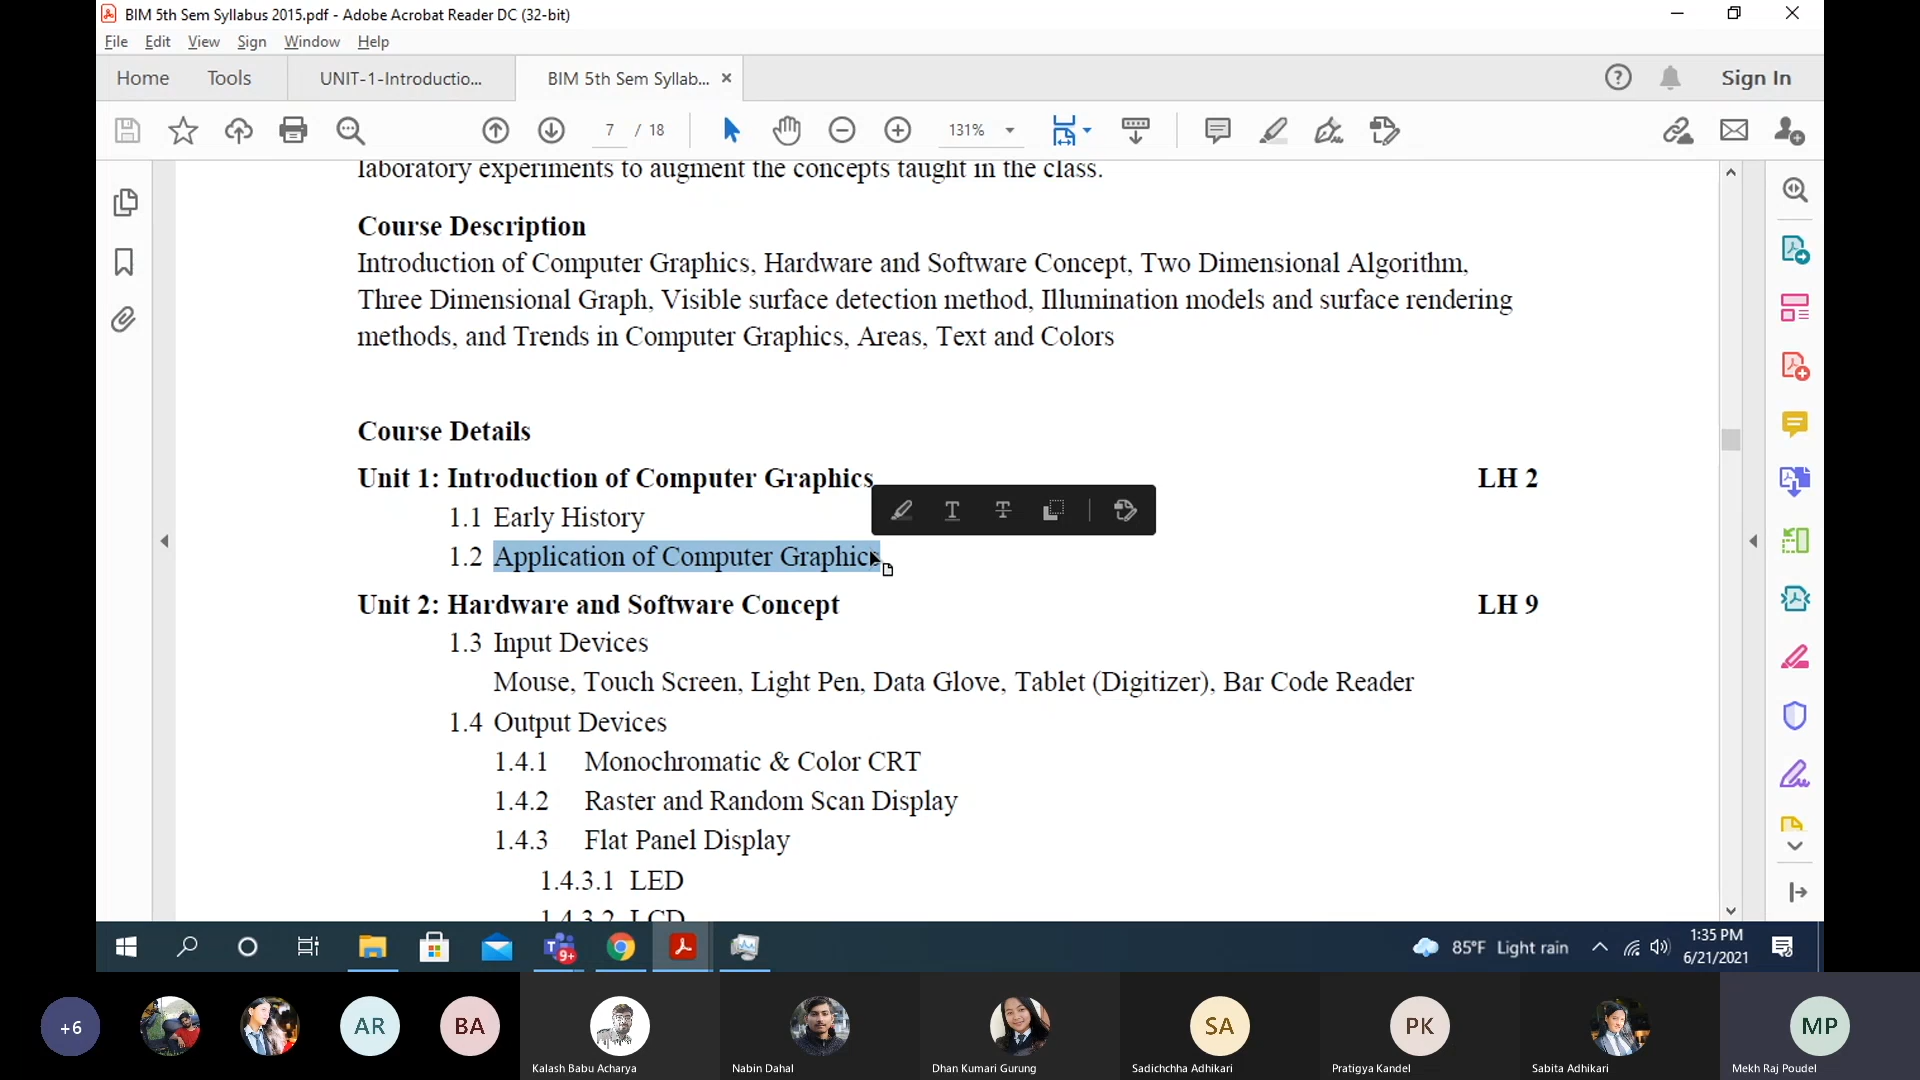 BIM 5th Sem Syllabus 2015.pdf - Adobe Acrobat Reader DC (32-bit)
File Edit View Sign Window Help
Home Tools UNIT-1-Introductio... BIM 5th Sem Syllab... Sign In
7 / 18 131%
laboratory experiments to augment the concepts taught in the class.
Course Description
Introduction of Computer Graphics, Hardware and Software Concept, Two Dimensional Algorithm,
Three Dimensional Graph, Visible surface detection method, Illumination models and surface rendering
methods, and Trends in Computer Graphics, Areas, Text and Colors
Course Details
Unit 1: Introduction of Computer Graphics LH 2
1.1 Early History
1.2 Application of Computer Graphics
Unit 2: Hardware and Software Concept LH 9
1.3 Input Devices
Mouse, Touch Screen, Light Pen, Data Glove, Tablet (Digitizer), Bar Code Reader
1.4 Output Devices
1.4.1 Monochromatic & Color CRT
1.4.2 Raster and Random Scan Display
1.4.3 Flat Panel Display
1.4.3.1 LED
1.4.3.2 LCD
9+ 85°F Light rain 1:35 PM
6/21/2021
+6 AR BA SA PK MP
Kalash Babu Acharya Nabin Dahal Dhan Kumari Gurung Sadichchha Adhikari Pratigya Kandel Sabita Adhikari Mekh Raj Poudel